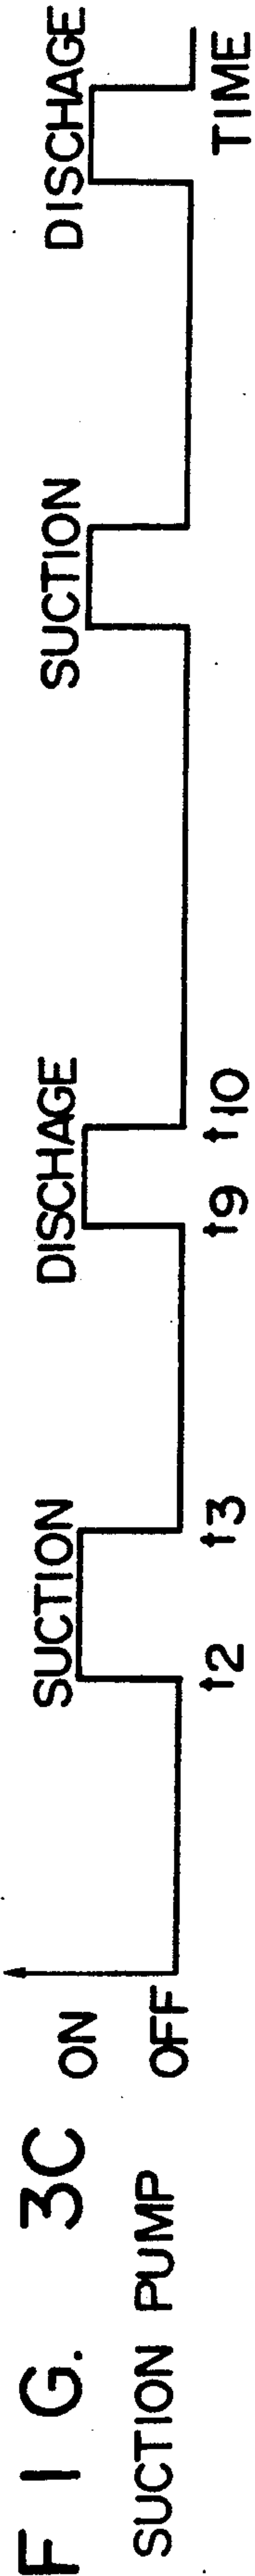 FIG. 3C
SUCTION PUMP
ON
OFF
SUCTION
DISCHAGE
SUCTION
DISCHAGE
t2
t3
t9
t10
TIME